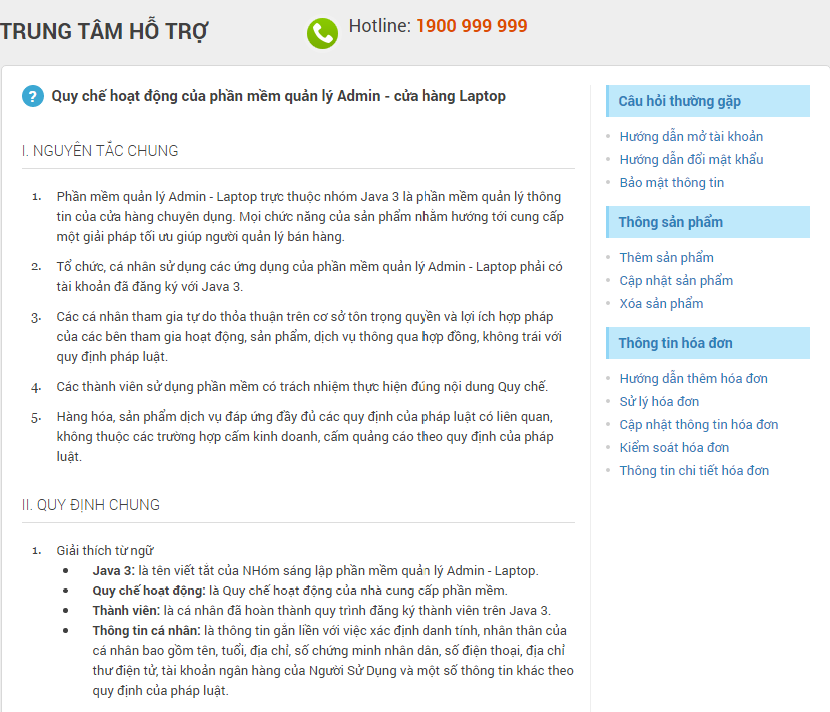 TRUNG TÂM HỖ TRỢ
Hotline: 1900 999 999
? Quy chế hoạt động của phần mềm quản lý Admin - cửa hàng Laptop
I. NGUYÊN TẮC CHUNG
1. Phần mềm quản lý Admin - Laptop trực thuộc nhóm Java 3 là phần mềm quản lý thông
tin của cửa hàng chuyên dụng. Mọi chức năng của sản phẩm nhằm hướng tới cung cấp
một giải pháp tối ưu giúp người quản lý bán hàng.
2. Tổ chức, cá nhân sử dụng các ứng dụng của phần mềm quản lý Admin - Laptop phải có
tài khoản đã đăng ký với Java 3.
3. Các cá nhân tham gia tự do thỏa thuận trên cơ sở tôn trọng quyền và lợi ích hợp pháp
của các bên tham gia hoạt động, sản phẩm, dịch vụ thông qua hợp đồng, không trái với
quy định pháp luật.
4. Các thành viên sử dụng phần mềm có trách nhiệm thực hiện đúng nội dung Quy chế.
5. Hàng hóa, sản phẩm dịch vụ đáp ứng đầy đủ các quy định của pháp luật có liên quan,
không thuộc các trường hợp cấm kinh doanh, cấm quảng cáo theo quy định của pháp
luật.
II. QUY ĐỊNH CHUNG
1. Giải thích từ ngữ
• Java 3: là tên viết tắt của NHóm sáng lập phần mềm quản lý Admin - Laptop.
• Quy chế hoạt động: là Quy chế hoạt động của nhà cung cấp phần mềm.
• Thành viên: là cá nhân đã hoàn thành quy trình đăng ký thành viên trên Java 3.
• Thông tin cá nhân: là thông tin gắn liền với việc xác định danh tính, nhân thân của
cá nhân bao gồm tên, tuổi, địa chỉ, số chứng minh nhân dân, số điện thoại, địa chỉ
thư điện tử, tài khoản ngân hàng của Người Sử Dụng và một số thông tin khác theo
quy định của pháp luật.
Câu hỏi thường gặp
• Hướng dẫn mở tài khoản
• Hướng dẫn đổi mật khẩu
• Bảo mật thông tin
Thông sản phẩm
• Thêm sản phẩm
• Cập nhật sản phẩm
• Xóa sản phẩm
Thông tin hóa đơn
• Hướng dẫn thêm hóa đơn
• Sử lý hóa đơn
• Cập nhật thông tin hóa đơn
• Kiểm soát hóa đơn
• Thông tin chi tiết hóa đơn